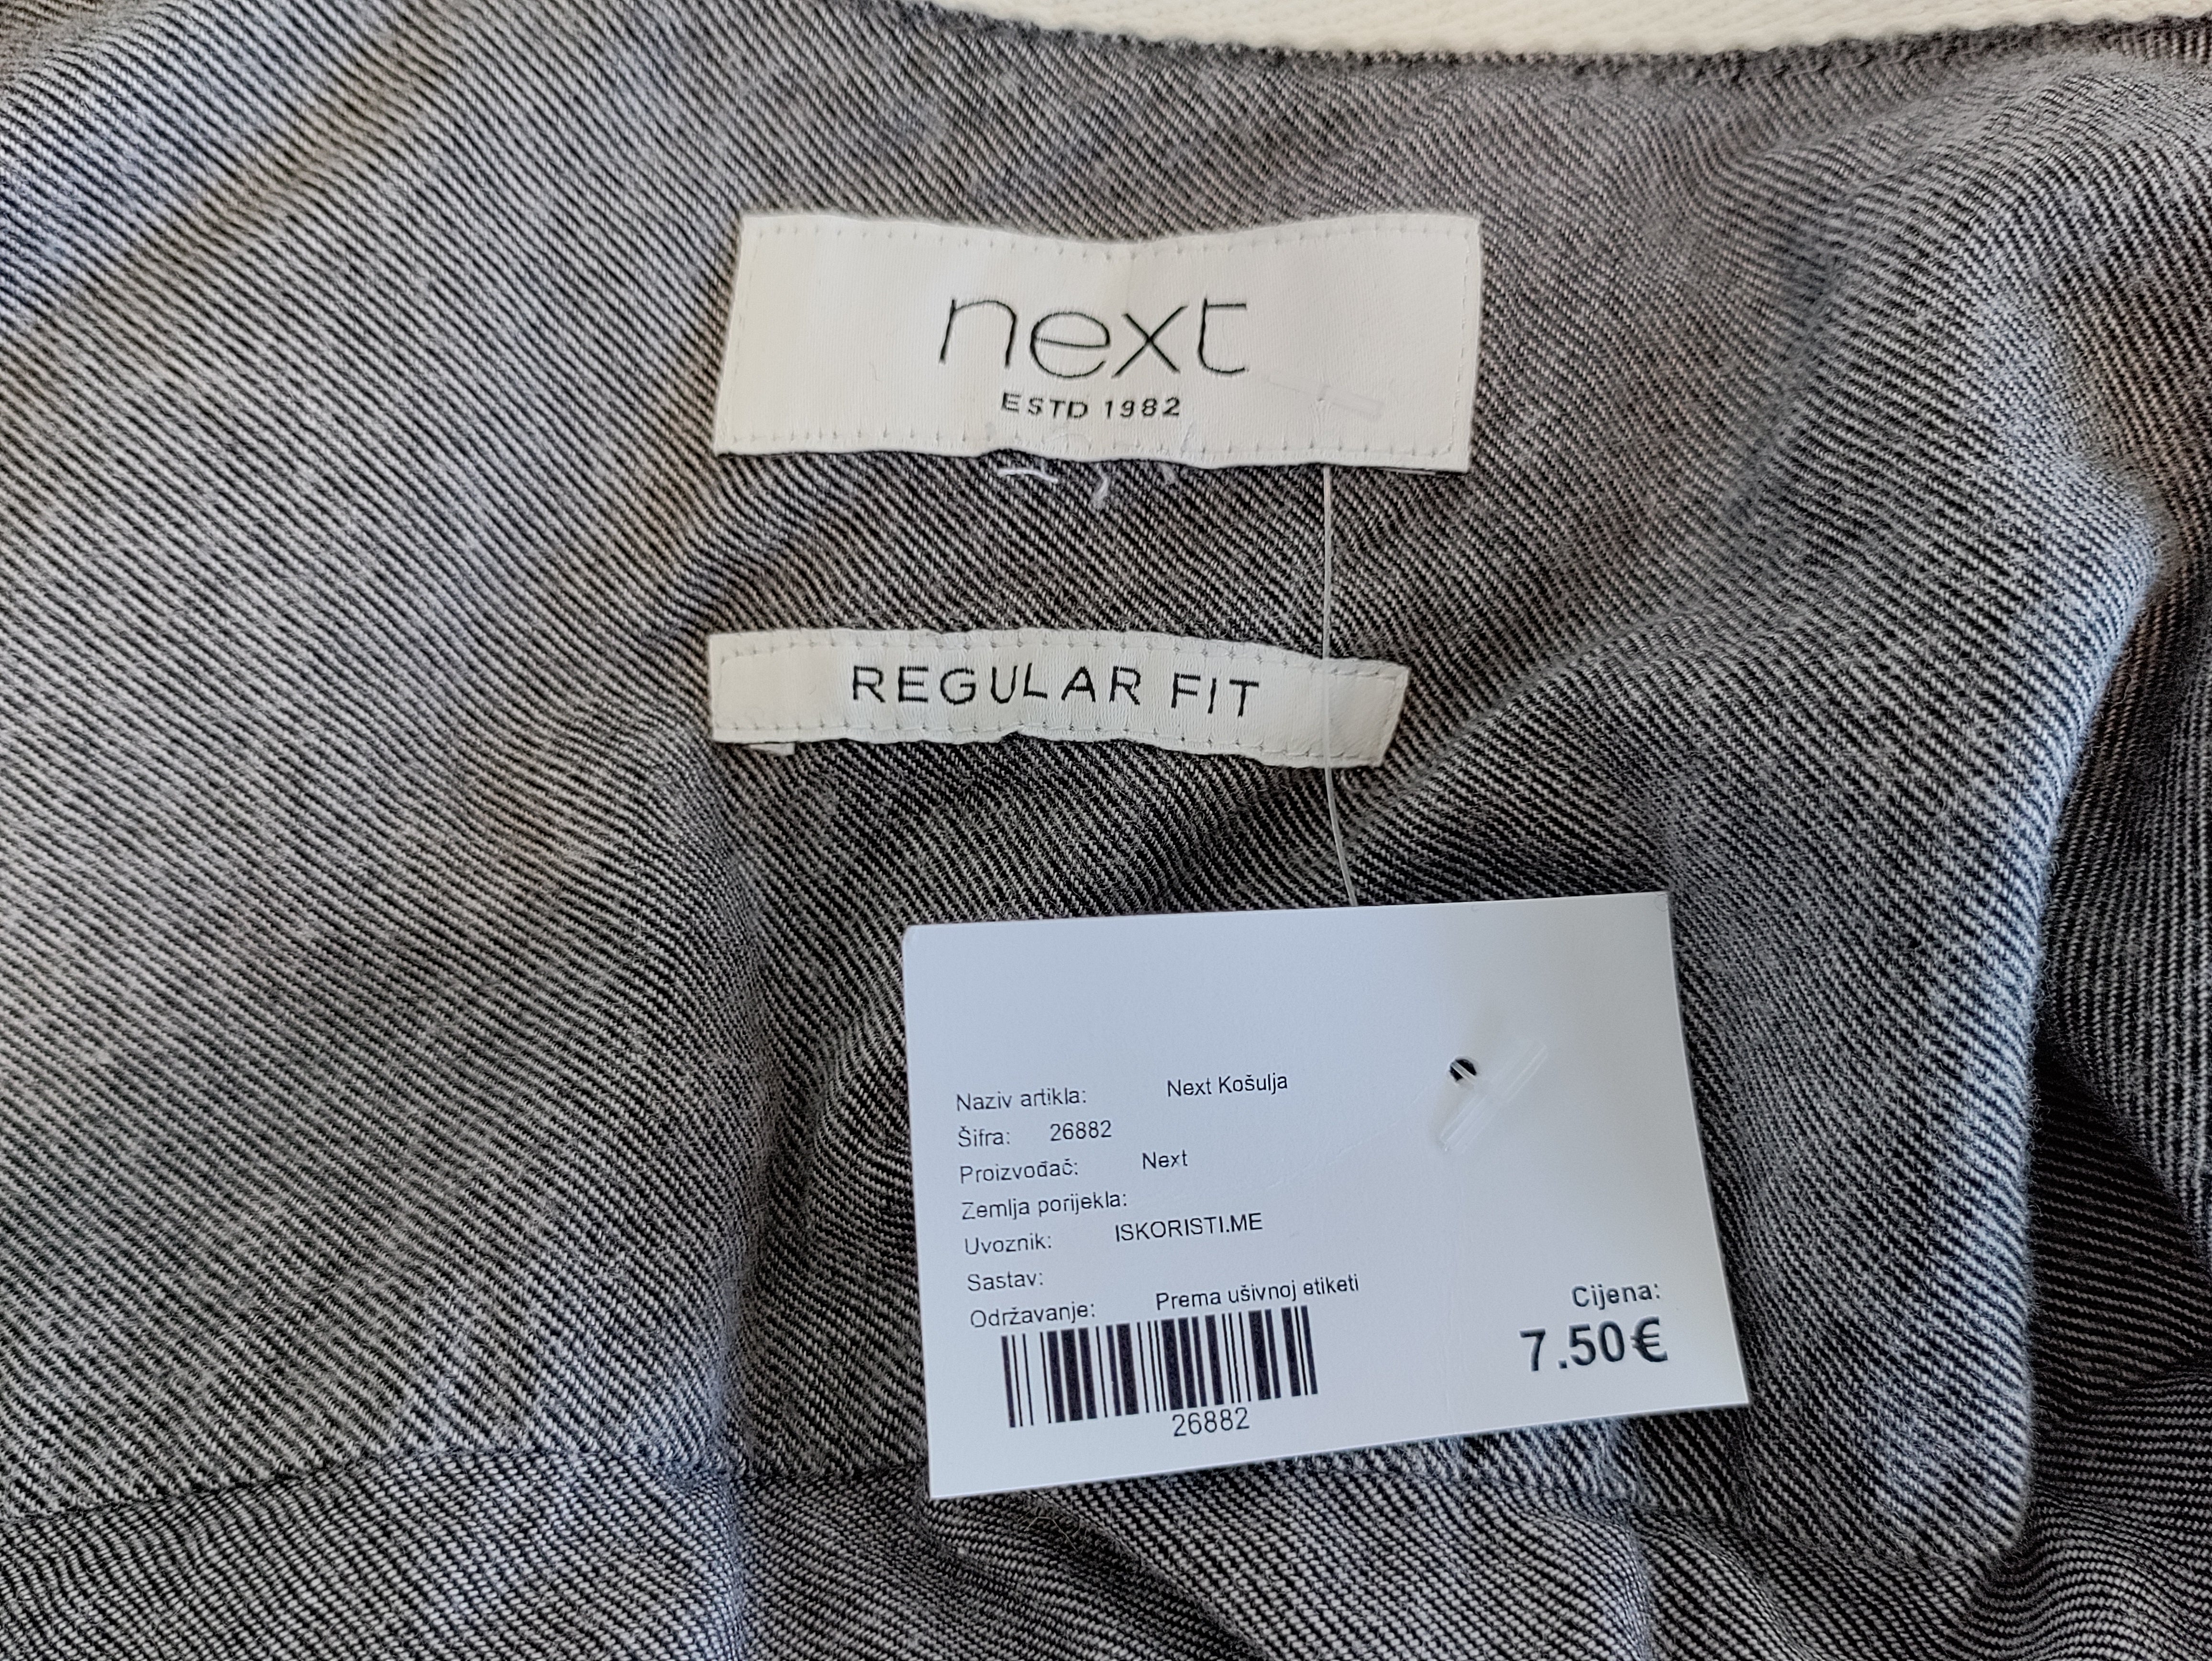 next
ESTD 1982
REGULAR FIT
Naziv artikla: Next Košulja
Šifra: 26882
Proizvođač: Next
Zemlja porijekla:
Uvoznik: ISKORISTI.ME
Sastav:
Održavanje: Prema ušivnoj etiketi
Cijena:
7.50€
26882